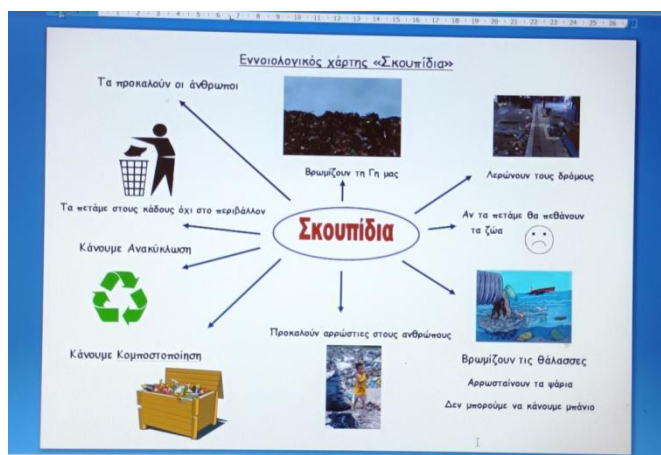 Εννοιολογικός χάρτης «Σκουπίδια»
Τα προκαλούν οι άνθρωποι
Βρωμίζουν τη Γη μας
Λερώνουν τους δρόμους
Τα πετάμε στους κάδους όχι στο περιβάλλον
Σκουπίδια
Αν τα πετάμε θα πεθάνουν
τα ζώα
Κάνουμε Ανακύκλωση
Προκαλούν αρρώστιες στους ανθρώπους
Κάνουμε Κομποστοποίηση
Βρωμίζουν τις θάλασσες
Αρρωσταίνουν τα ψάρια
Δεν μπορούμε να κάνουμε μπάνιο